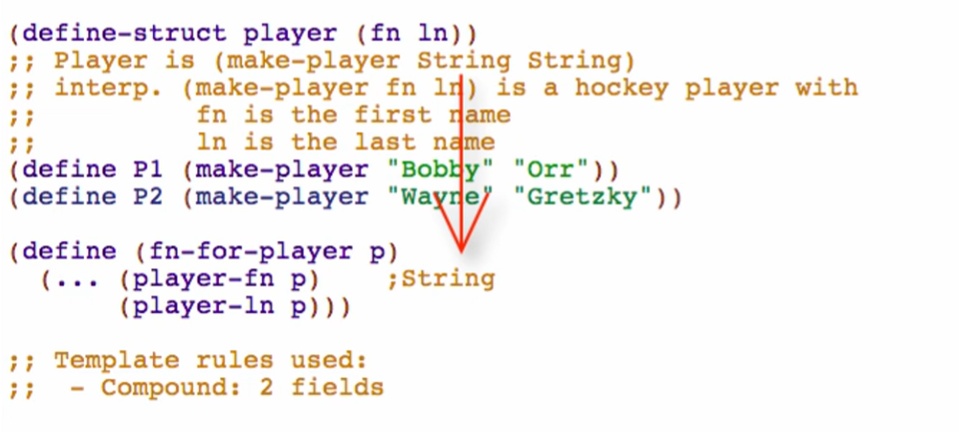 (define-struct player (fn ln))
;; Player is (make-player String String)
;; interp. (make-player fn ln) is a hockey player with
;;          fn is the first name
;;          ln is the last name
(define P1 (make-player "Bobby" "Orr"))
(define P2 (make-player "Wayne" "Gretzky"))

(define (fn-for-player p)
  (... (player-fn p)    ;String
       (player-ln p)))

;; Template rules used:
;;  - Compound: 2 fields